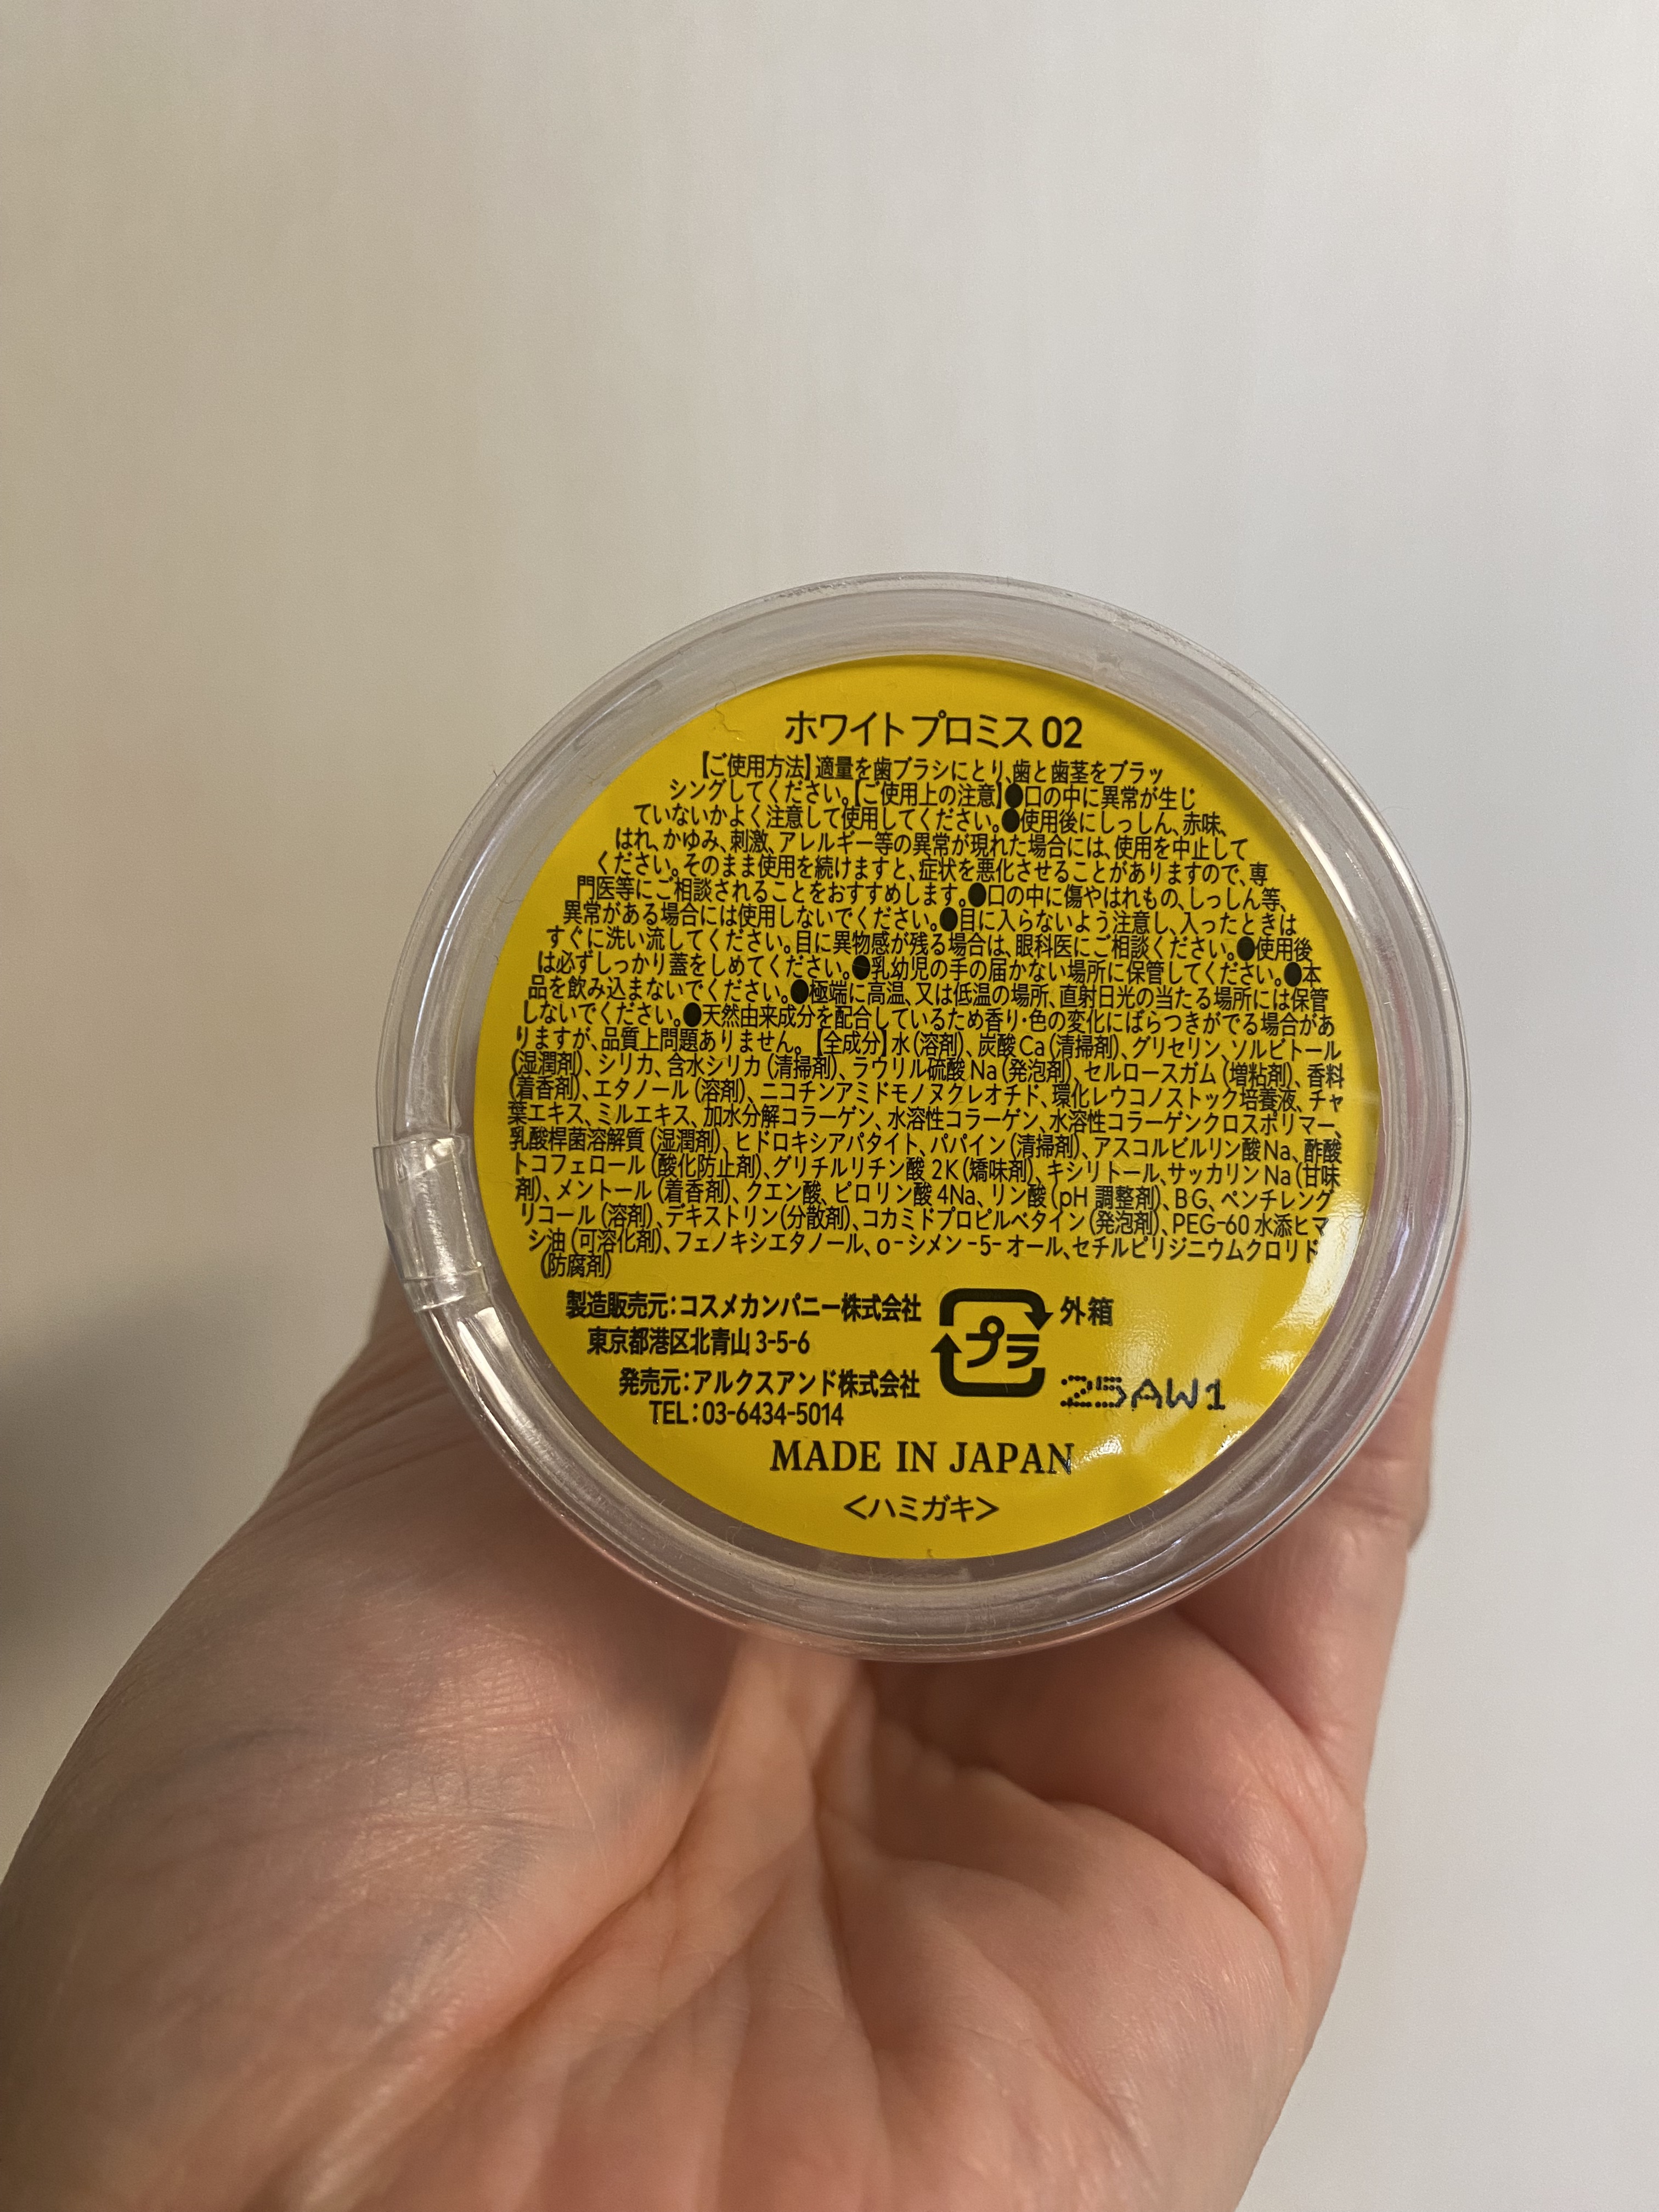 ホワイトプロミス 02
【ご使用方法】適量を歯ブラシにとり、歯と歯茎をブラッ
シングしてください。【ご使用上の注意】●口の中に異常が生じ
ていないかよく注意して使用してください。●使用後にしっしん、赤味、
はれ、かゆみ、刺激、アレルギー等の異常が現れた場合には、使用を中止して
ください。そのまま使用を続けますと、症状を悪化させることがありますので、専
門医等にご相談されることをおすすめします。●口の中に傷やはれもの、しっしん等、
異常がある場合には使用しないでください。●目に入らないよう注意し、入ったときは
すぐに洗い流してください。目に異物感が残る場合は、眼科医にご相談ください。●使用後
は必ずしっかり蓋をしめてください。●乳幼児の手の届かない場所に保管してください。●本
品を飲み込まないでください。●極端に高温、又は低温の場所、直射日光の当たる場所には保管
しないでください。●天然由来成分を配合しているため香り・色の変化にばらつきがでる場合があ
りますが、品質上問題ありません。【全成分】水(溶剤)、炭酸Ca(清掃剤)、グリセリン、ソルビトール
(湿潤剤)、シリカ、含水シリカ(清掃剤)、ラウリル硫酸Na(発泡剤)、セルロースガム(増粘剤)、香料
(着香剤)、エタノール(溶剤)、ニコチンアミドモノヌクレオチド、環化レウコノストック培養液、チャ
葉エキス、ミルエキス、加水分解コラーゲン、水溶性コラーゲン、水溶性コラーゲンクロスポリマー、
乳酸桿菌溶解質(湿潤剤)、ヒドロキシアパタイト、パパイン(清掃剤)、アスコルビルリン酸Na、酢酸
トコフェロール(酸化防止剤)、グリチルリチン酸2K(矯味剤)、キシリトール、サッカリンNa(甘味
剤)、メントール(着香剤)、クエン酸、ピロリン酸4Na、リン酸(pH調整剤)、BG、ペンチレング
リコール(溶剤)、デキストリン(分散剤)、コカミドプロピルベタイン(発泡剤)、PEG-60水添ヒマ
シ油(可溶化剤)、フェノキシエタノール、o-シメン-5-オール、セチルピリジニウムクロリド
(防腐剤)
製造販売元:コスメカンパニー株式会社
東京都港区北青山 3-5-6
発売元:アルクスアンド株式会社
TEL:03-6434-5014
プラ 外箱
25AW1
MADE IN JAPAN
<ハミガキ>